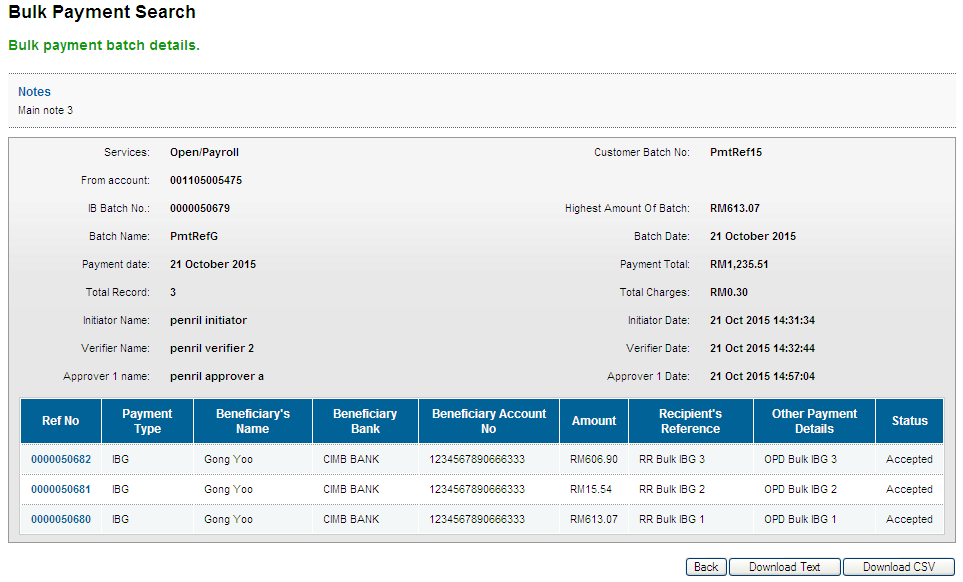 Bulk Payment Search
Bulk payment batch details.
Notes
Main note 3
Services: Open/Payroll Customer Batch No: PmtRef15
From account: 001105005475
IB Batch No.: 0000050679 Highest Amount Of Batch: RM613.07
Batch Name: PmtRefG Batch Date: 21 October 2015
Payment date: 21 October 2015 Payment Total: RM1,235.51
Total Record: 3 Total Charges: RM0.30
Initiator Name: penril initiator Initiator Date: 21 Oct 2015 14:31:34
Verifier Name: penril verifier 2 Verifier Date: 21 Oct 2015 14:32:44
Approver 1 name: penril approver a Approver 1 Date: 21 Oct 2015 14:57:04
Ref No Payment Type Beneficiary's Name Beneficiary Bank Beneficiary Account No Amount Recipient's Reference Other Payment Details Status
0000050682 IBG Gong Yoo CIMB BANK 1234567890666333 RM606.90 RR Bulk IBG 3 OPD Bulk IBG 3 Accepted
0000050681 IBG Gong Yoo CIMB BANK 1234567890666333 RM15.54 RR Bulk IBG 2 OPD Bulk IBG 2 Accepted
0000050680 IBG Gong Yoo CIMB BANK 1234567890666333 RM613.07 RR Bulk IBG 1 OPD Bulk IBG 1 Accepted
Back Download Text Download CSV